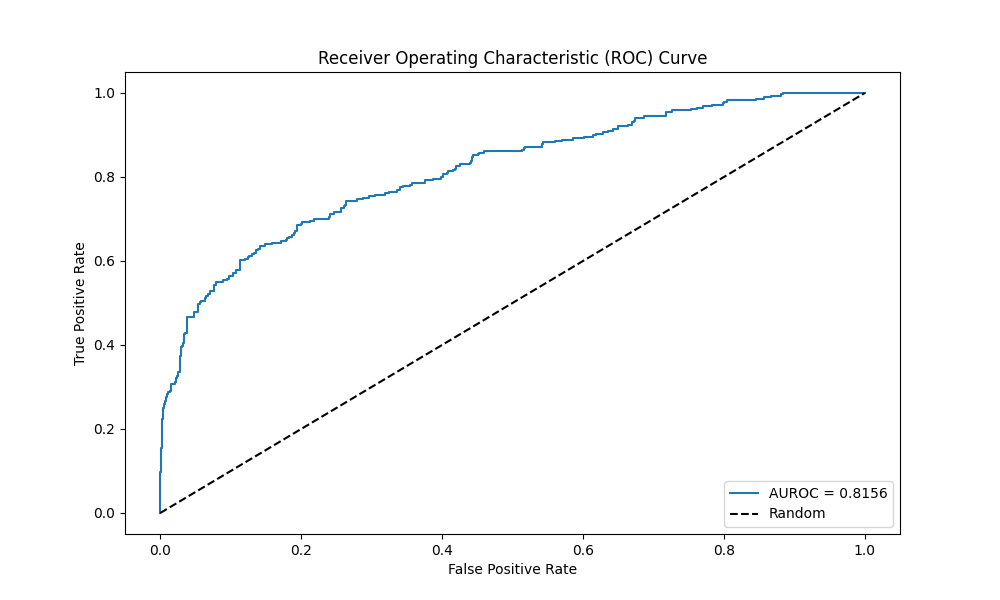 Receiver Operating Characteristic (ROC) Curve
True Positive Rate
1.0
0.8
0.6
0.4
0.2
0.0
0.0 0.2 0.4 0.6 0.8 1.0
False Positive Rate
AUROC = 0.8156
Random